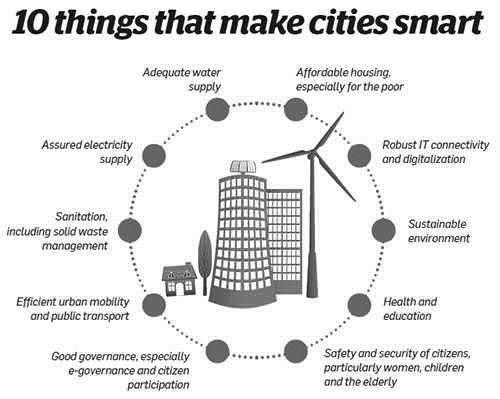 10 things that make cities smart
Adequate water
supply
Affordable housing,
especially for the poor
Assured electricity
supply
Robust IT connectivity
and digitalization
Sanitation,
including solid waste
management
Sustainable
environment
Efficient urban mobility
and public transport
Health and
education
Good governance, especially
e-governance and citizen
participation
Safety and security of citizens,
particularly women, children
and the elderly